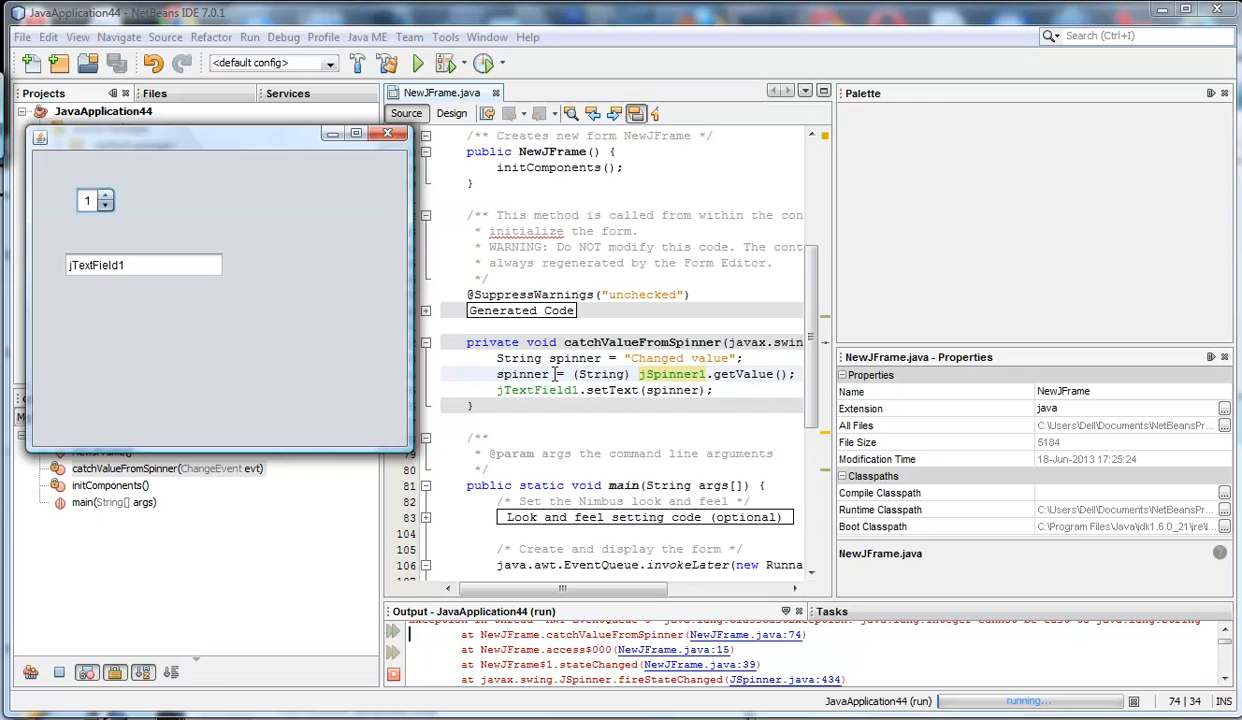 JavaApplication44 - NetBeans IDE 7.0.1
File Edit View Navigate Source Refactor Run Debug Profile Java ME Team Tools Window Help
Search (Ctrl+I)
<default config>
Projects Files Services
NewJFrame.java
Palette
JavaApplication44
Source Design
/** Creates new form NewJFrame */
public NewJFrame() {
initComponents();
}
1
/** This method is called from within the con
* initialize the form.
* WARNING: Do NOT modify this code. The cont
* always regenerated by the Form Editor.
*/
jTextField1
@SuppressWarnings("unchecked")
Generated Code
private void catchValueFromSpinner(javax.swin
String spinner = "Changed value";
spinner = (String) jSpinner1.getValue();
jTextField1.setText(spinner);
}
/**
79 * @param args the command line arguments
80 */
81 public static void main(String args[]) {
82 /* Set the Nimbus look and feel */
83 Look and feel setting code (optional)
104
105 /* Create and display the form */
106 java.awt.EventQueue.invokeLater(new Runna
catchValueFromSpinner(ChangeEvent evt)
initComponents()
main(String[] args)
NewJFrame.java - Properties
Properties
Name NewJFrame
Extension java
All Files C:\Users\Dell\Documents\NetBeansPr...
File Size 5184
Modification Time 18-Jun-2013 17:25:24
Classpaths
Compile Classpath
Runtime Classpath C:\Users\Dell\Documents\NetBeansPr...
Boot Classpath C:\Program Files\Java\jdk1.6.0_21\jre\l...
NewJFrame.java
Output - JavaApplication44 (run)
Tasks
at NewJFrame.catchValueFromSpinner(NewJFrame.java:74)
at NewJFrame.access$000(NewJFrame.java:15)
at NewJFrame$1.stateChanged(NewJFrame.java:39)
at javax.swing.JSpinner.fireStateChanged(JSpinner.java:434)
JavaApplication44 (run) running... 74 | 34 INS